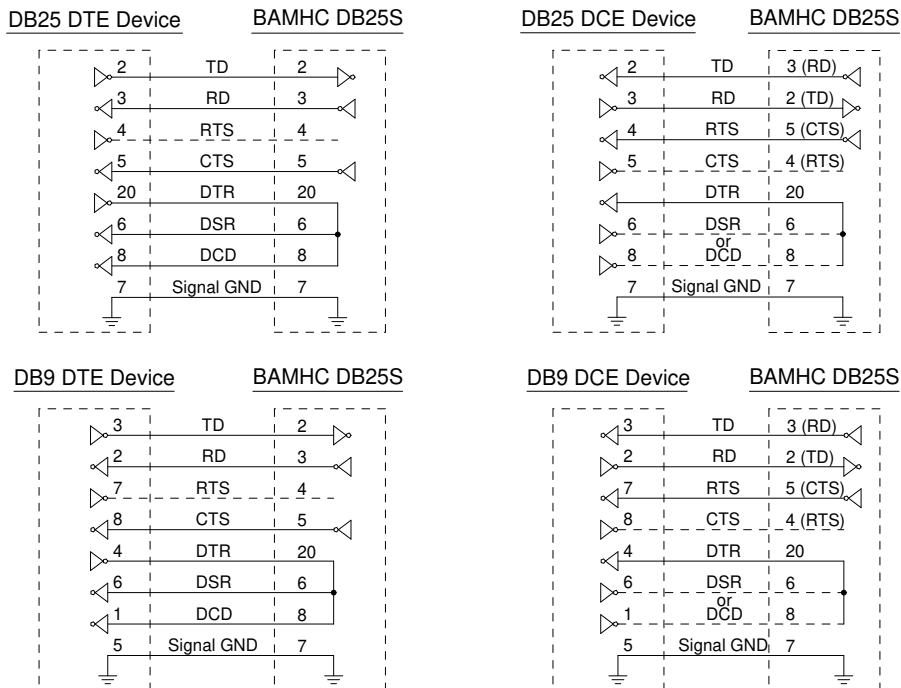 DB25 DTE Device BAMHC DB25S
2 TD 2
3 RD 3
4 RTS 4
5 CTS 5
20 DTR 20
6 DSR 6
8 DCD 8
7 Signal GND 7
DB25 DCE Device BAMHC DB25S
2 TD 3 (RD)
3 RD 2 (TD)
4 RTS 5 (CTS)
5 CTS 4 (RTS)
DTR 20
6 DSR 6
or
8 DCD 8
7 Signal GND 7
DB9 DTE Device BAMHC DB25S
3 TD 2
2 RD 3
7 RTS 4
8 CTS 5
4 DTR 20
6 DSR 6
1 DCD 8
5 Signal GND 7
DB9 DCE Device BAMHC DB25S
3 TD 3 (RD)
2 RD 2 (TD)
7 RTS 5 (CTS)
8 CTS 4 (RTS)
4 DTR 20
6 DSR 6
or
1 DCD 8
5 Signal GND 7